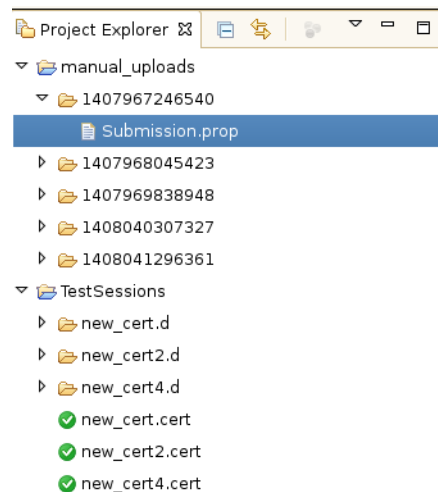 Project Explorer
manual_uploads
1407967246540
Submission.prop
1407968045423
1407969838948
1408040307327
1408041296361
TestSessions
new_cert.d
new_cert2.d
new_cert4.d
new_cert.cert
new_cert2.cert
new_cert4.cert